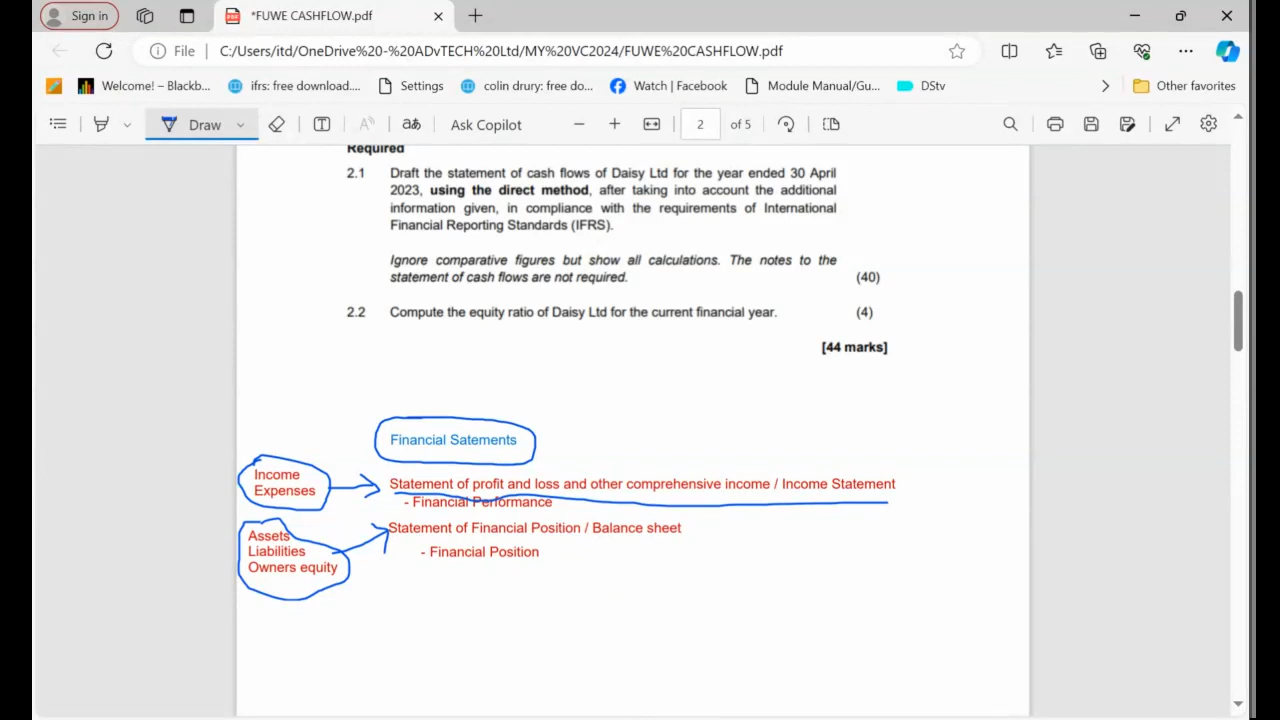 Sign in
*FUWE CASHFLOW.pdf
File
C:/Users/itd/OneDrive%20-%20ADvTECH%20Ltd/MY%20VC2024/FUWE%20CASHFLOW.pdf
Welcome! – Blackb...
ifrs: free download....
Settings
colin drury: free do...
Watch | Facebook
Module Manual/Gu...
DStv
Other favorites
Draw
Ask Copilot
2 of 5
Required
2.1 Draft the statement of cash flows of Daisy Ltd for the year ended 30 April
2023, using the direct method, after taking into account the additional
information given, in compliance with the requirements of International
Financial Reporting Standards (IFRS).
Ignore comparative figures but show all calculations. The notes to the
statement of cash flows are not required. (40)
2.2 Compute the equity ratio of Daisy Ltd for the current financial year. (4)
[44 marks]
Financial Satements
Income
Expenses
Statement of profit and loss and other comprehensive income / Income Statement
- Financial Performance
Assets
Liabilities
Owners equity
Statement of Financial Position / Balance sheet
- Financial Position